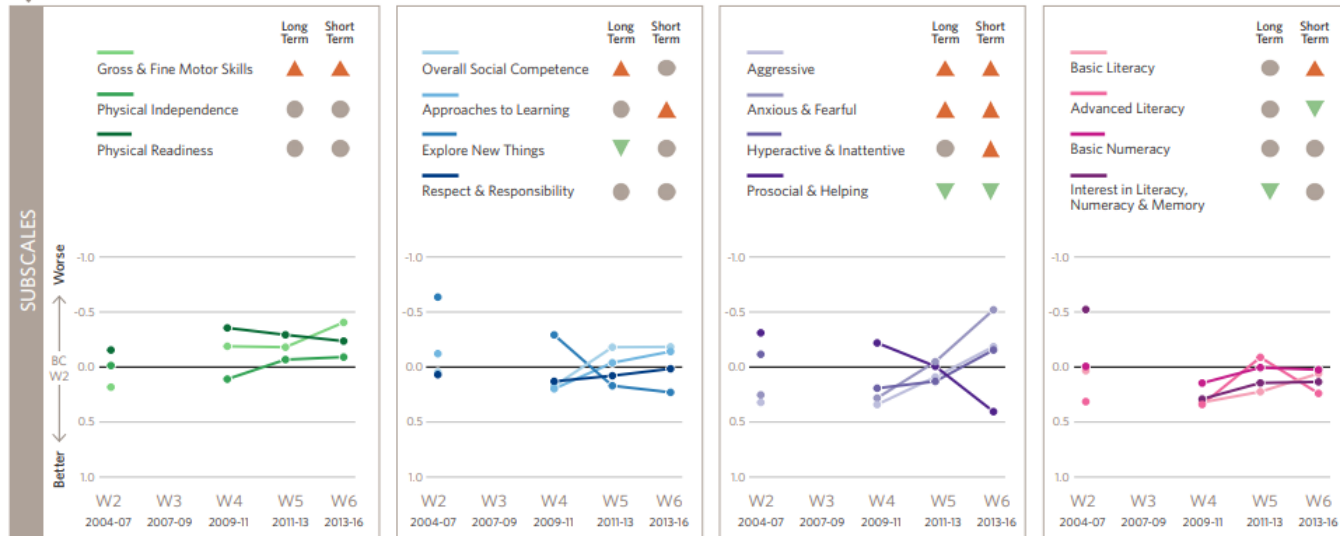 SUBSCALES
Long Term
Short Term
Gross & Fine Motor Skills
Physical Independence
Physical Readiness
Long Term
Short Term
Overall Social Competence
Approaches to Learning
Explore New Things
Respect & Responsibility
Long Term
Short Term
Aggressive
Anxious & Fearful
Hyperactive & Inattentive
Prosocial & Helping
Long Term
Short Term
Basic Literacy
Advanced Literacy
Basic Numeracy
Interest in Literacy,
Numeracy & Memory
Worse
BC
W2
Better
-1.0
-0.5
0.0
0.5
1.0
W2 W3 W4 W5 W6
2004-07 2007-09 2009-11 2011-13 2013-16
-1.0
-0.5
0.0
0.5
1.0
W2 W3 W4 W5 W6
2004-07 2007-09 2009-11 2011-13 2013-16
-1.0
-0.5
0.0
0.5
1.0
W2 W3 W4 W5 W6
2004-07 2007-09 2009-11 2011-13 2013-16
-1.0
-0.5
0.0
0.5
1.0
W2 W3 W4 W5 W6
2004-07 2007-09 2009-11 2011-13 2013-16